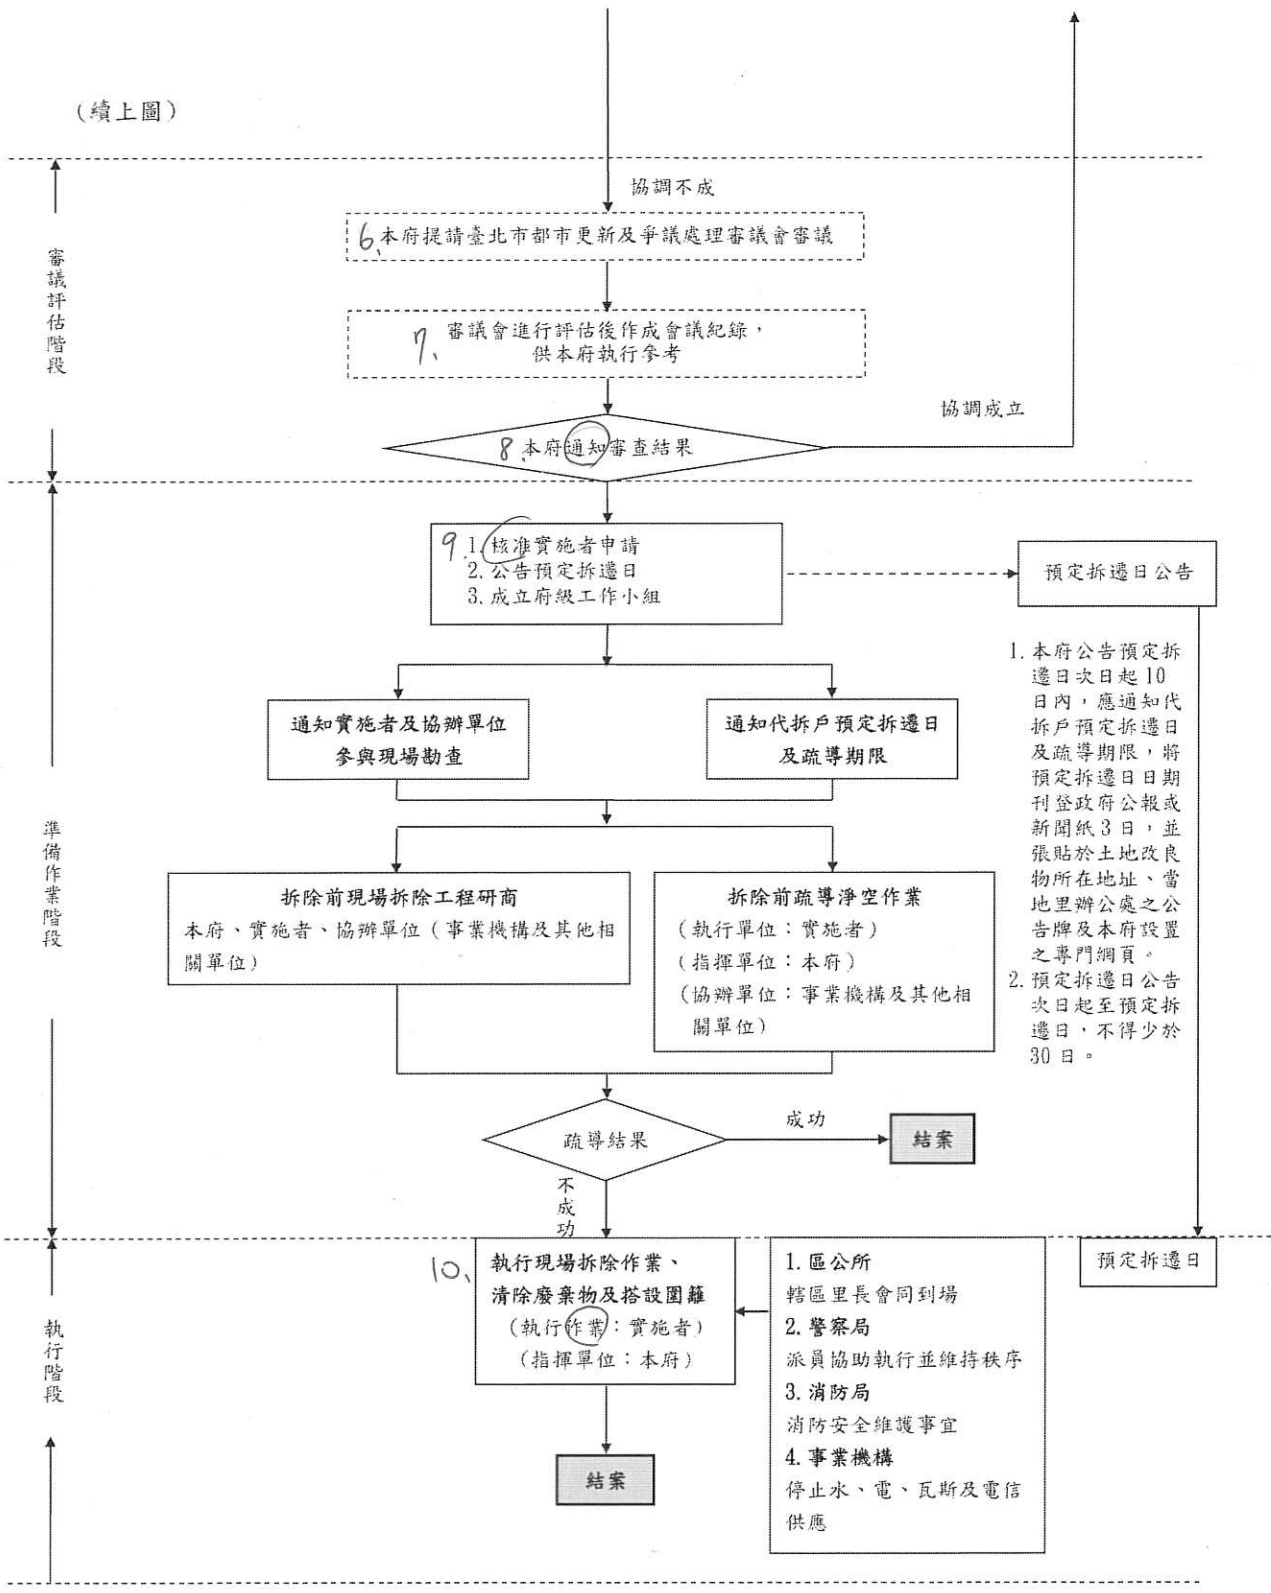 (續上圖)
協調不成
審議評估階段
6.本府提請臺北市都市更新及爭議處理審議會審議
7.審議會進行評估後作成會議紀錄，
供本府執行參考
協調成立
8.本府通知審查結果
9.1.核准實施者申請
2.公告預定拆遷日
3.成立府級工作小組
預定拆遷日公告
準備作業階段
通知實施者及協辦單位
參與現場勘查
通知代拆戶預定拆遷日
及疏導期限
1.本府公告預定拆
遷日次日起10
日內，應通知代
拆戶預定拆遷日
及疏導期限，將
預定拆遷日日期
刊登政府公報或
新聞紙3日，並
張貼於土地改良
物所在地址、當
地里辦公處之公
告牌及本府設置
之專門網頁。
2.預定拆遷日公告
次日起至預定拆
遷日，不得少於
30日。
拆除前現場拆除工程研商
本府、實施者、協辦單位(事業機構及其他相
關單位)
拆除前疏導淨空作業
(執行單位：實施者)
(指揮單位：本府)
(協辦單位：事業機構及其他相
關單位)
疏導結果
成功
結案
不成功
執行階段
10.執行現場拆除作業、
清除廢棄物及搭設圍籬
(執行作業：實施者)
(指揮單位：本府)
結案
1.區公所
轄區里長會同到場
2.警察局
派員協助執行並維持秩序
3.消防局
消防安全維護事宜
4.事業機構
停止水、電、瓦斯及電信
供應
預定拆遷日